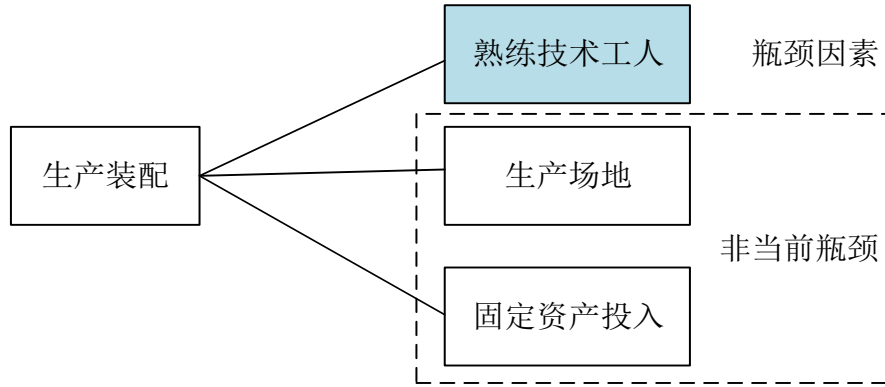 熟练技术工人
瓶颈因素
生产装配
生产场地
非当前瓶颈
固定资产投入